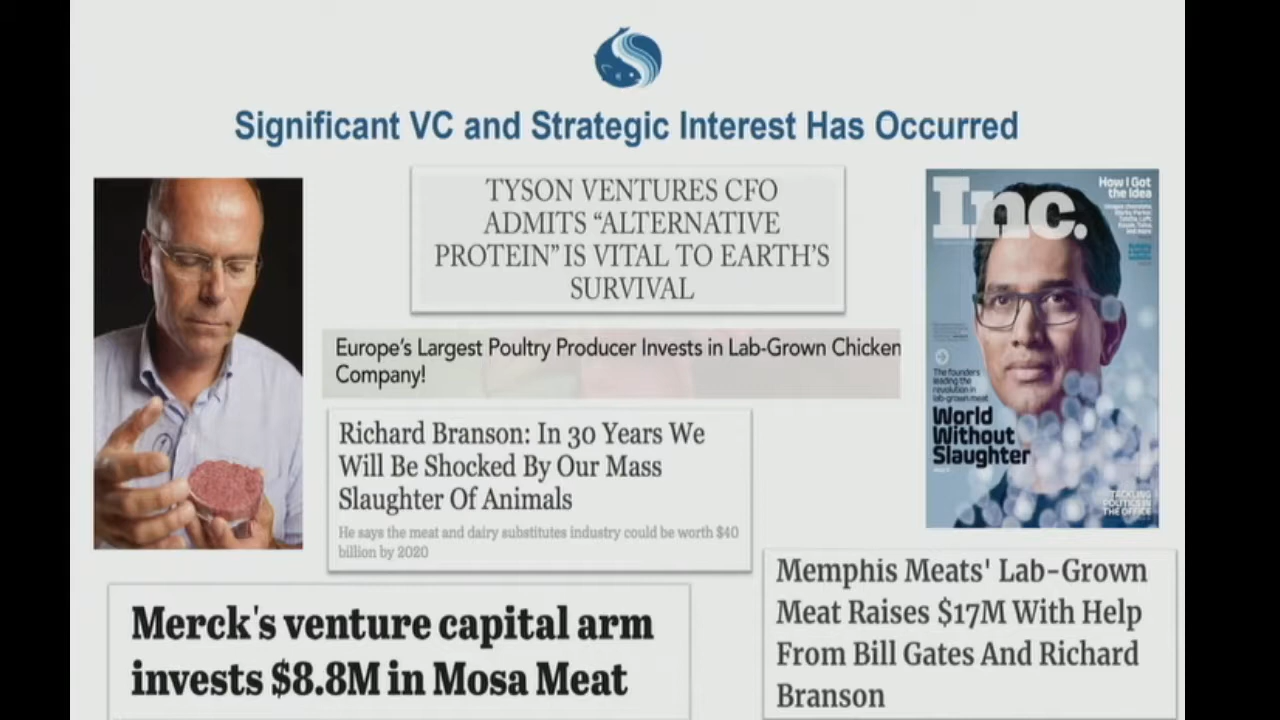 Significant VC and Strategic Interest Has Occurred
TYSON VENTURES CFO
ADMITS “ALTERNATIVE
PROTEIN” IS VITAL TO EARTH’S
SURVIVAL
Inc.
How I Got
the Idea
Europe’s Largest Poultry Producer Invests in Lab-Grown Chicken
Company!
The founders
leading the
revolution in
lab-grown meat
World
Without
Slaughter
TACKLING
POLITICS IN
THE OFFICE
Richard Branson: In 30 Years We
Will Be Shocked By Our Mass
Slaughter Of Animals
He says the meat and dairy substitutes industry could be worth $40
billion by 2020
Merck's venture capital arm
invests $8.8M in Mosa Meat
Memphis Meats' Lab-Grown
Meat Raises $17M With Help
From Bill Gates And Richard
Branson